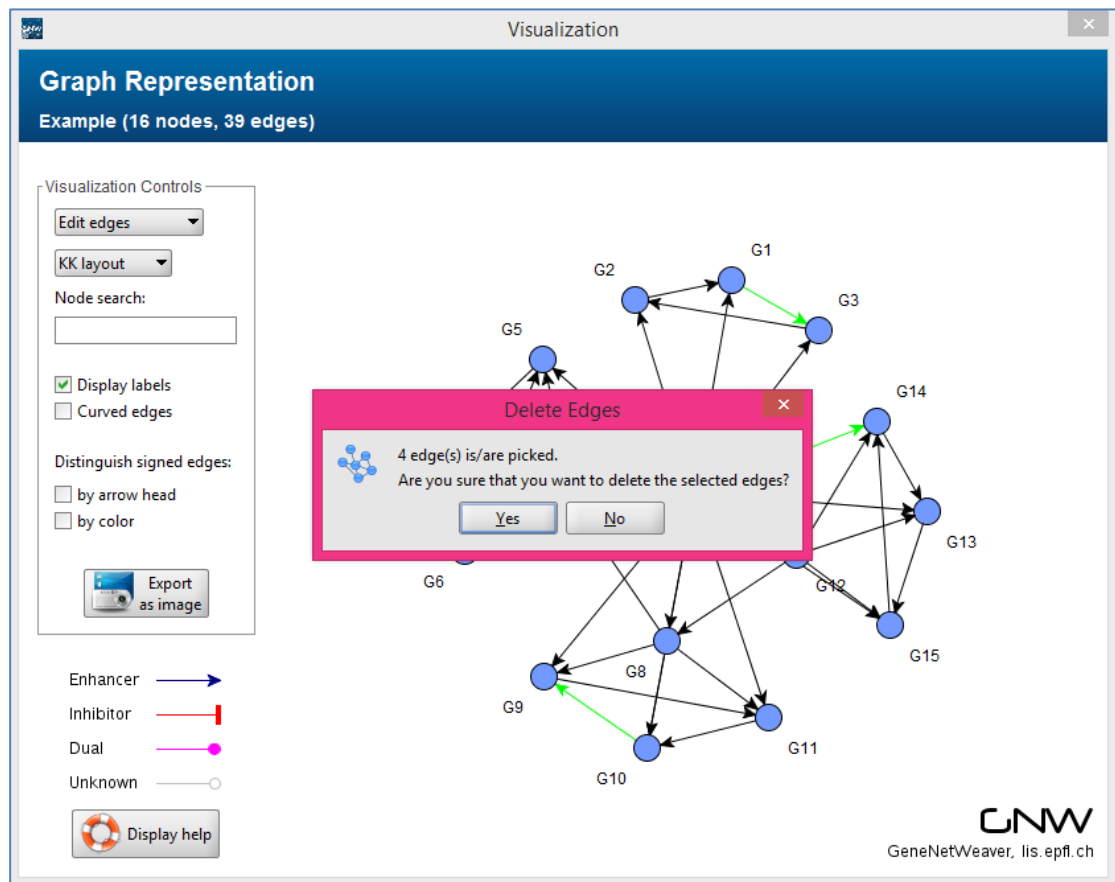 Visualization
Graph Representation
Example (16 nodes, 39 edges)
Visualization Controls
Edit edges
KK layout
Node search:
Display labels
Curved edges
Distinguish signed edges:
by arrow head
by color
Export
as image
Enhancer
Inhibitor
Dual
Unknown
Display help
G1
G2
G3
G5
G14
Delete Edges
4 edge(s) is/are picked.
Are you sure that you want to delete the selected edges?
Yes
No
G13
G6
G12
G15
G8
G9
G11
G10
GNW
GeneNetWeaver, lis.epfl.ch